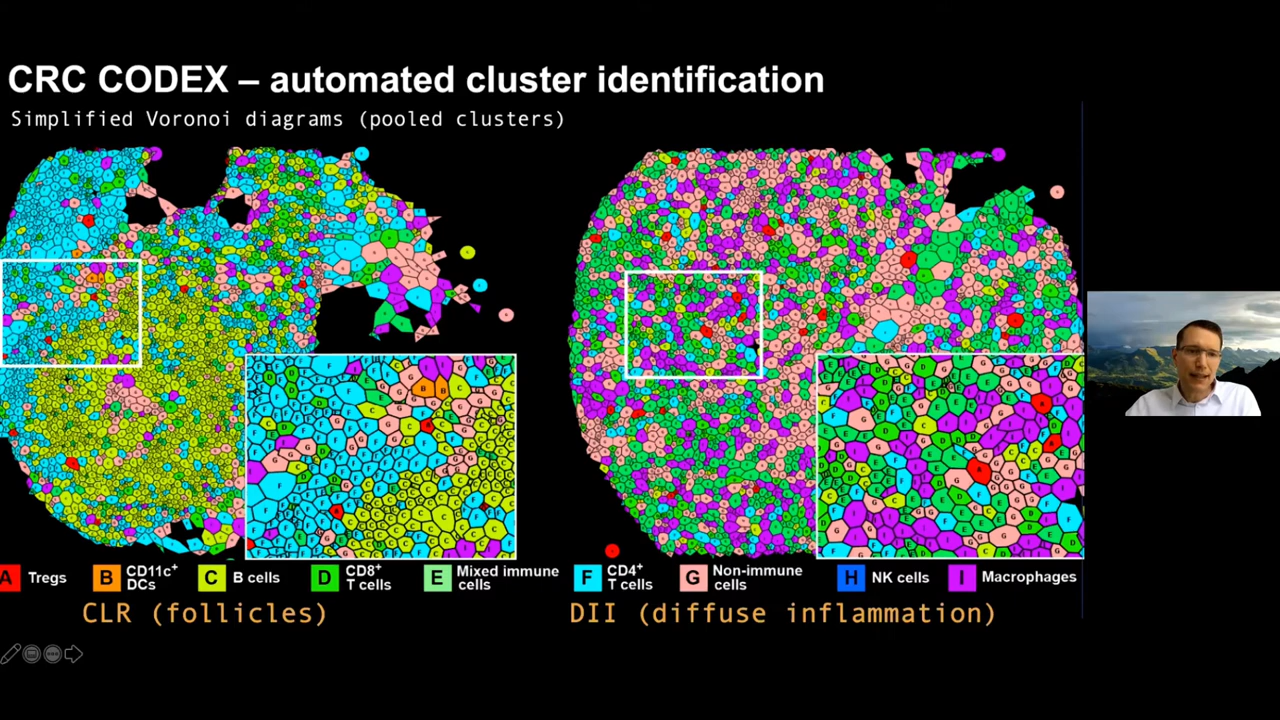 CRC CODEX – automated cluster identification
Simplified Voronoi diagrams (pooled clusters)
A Tregs
B CD11c+ DCs
C B cells
D CD8+ T cells
E Mixed immune cells
F CD4+ T cells
G Non-immune cells
H NK cells
I Macrophages
CLR (follicles)
DII (diffuse inflammation)